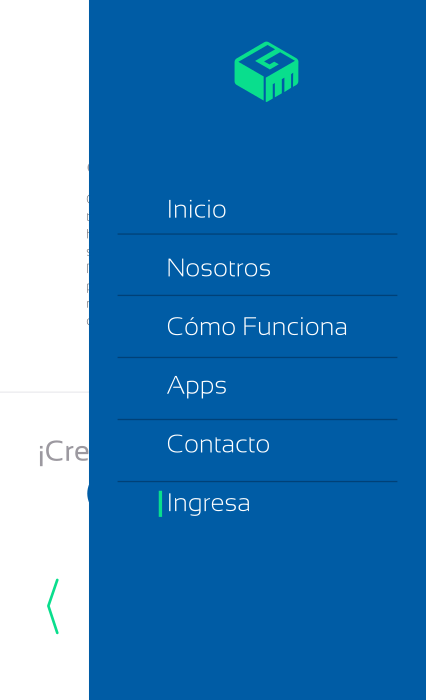 Inicio
Nosotros
Cómo Funciona
Apps
Contacto
Ingresa
¡Cre